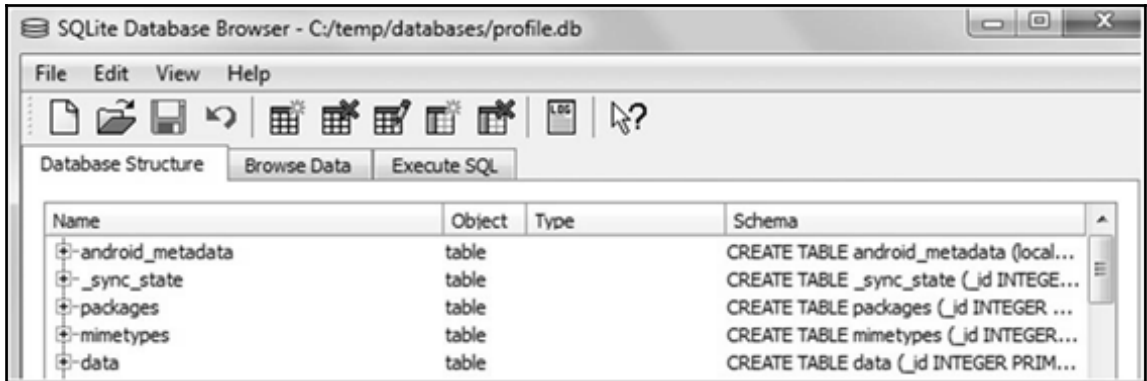 SQLite Database Browser - C:/temp/databases/profile.db
File Edit View Help
LOG
Database Structure Browse Data Execute SQL
Name Object Type Schema
android_metadata table CREATE TABLE android_metadata (local...
_sync_state table CREATE TABLE _sync_state (_id INTEGE...
packages table CREATE TABLE packages (_id INTEGER ...
mimetypes table CREATE TABLE mimetypes (_id INTEGER...
data table CREATE TABLE data (_id INTEGER PRIM...